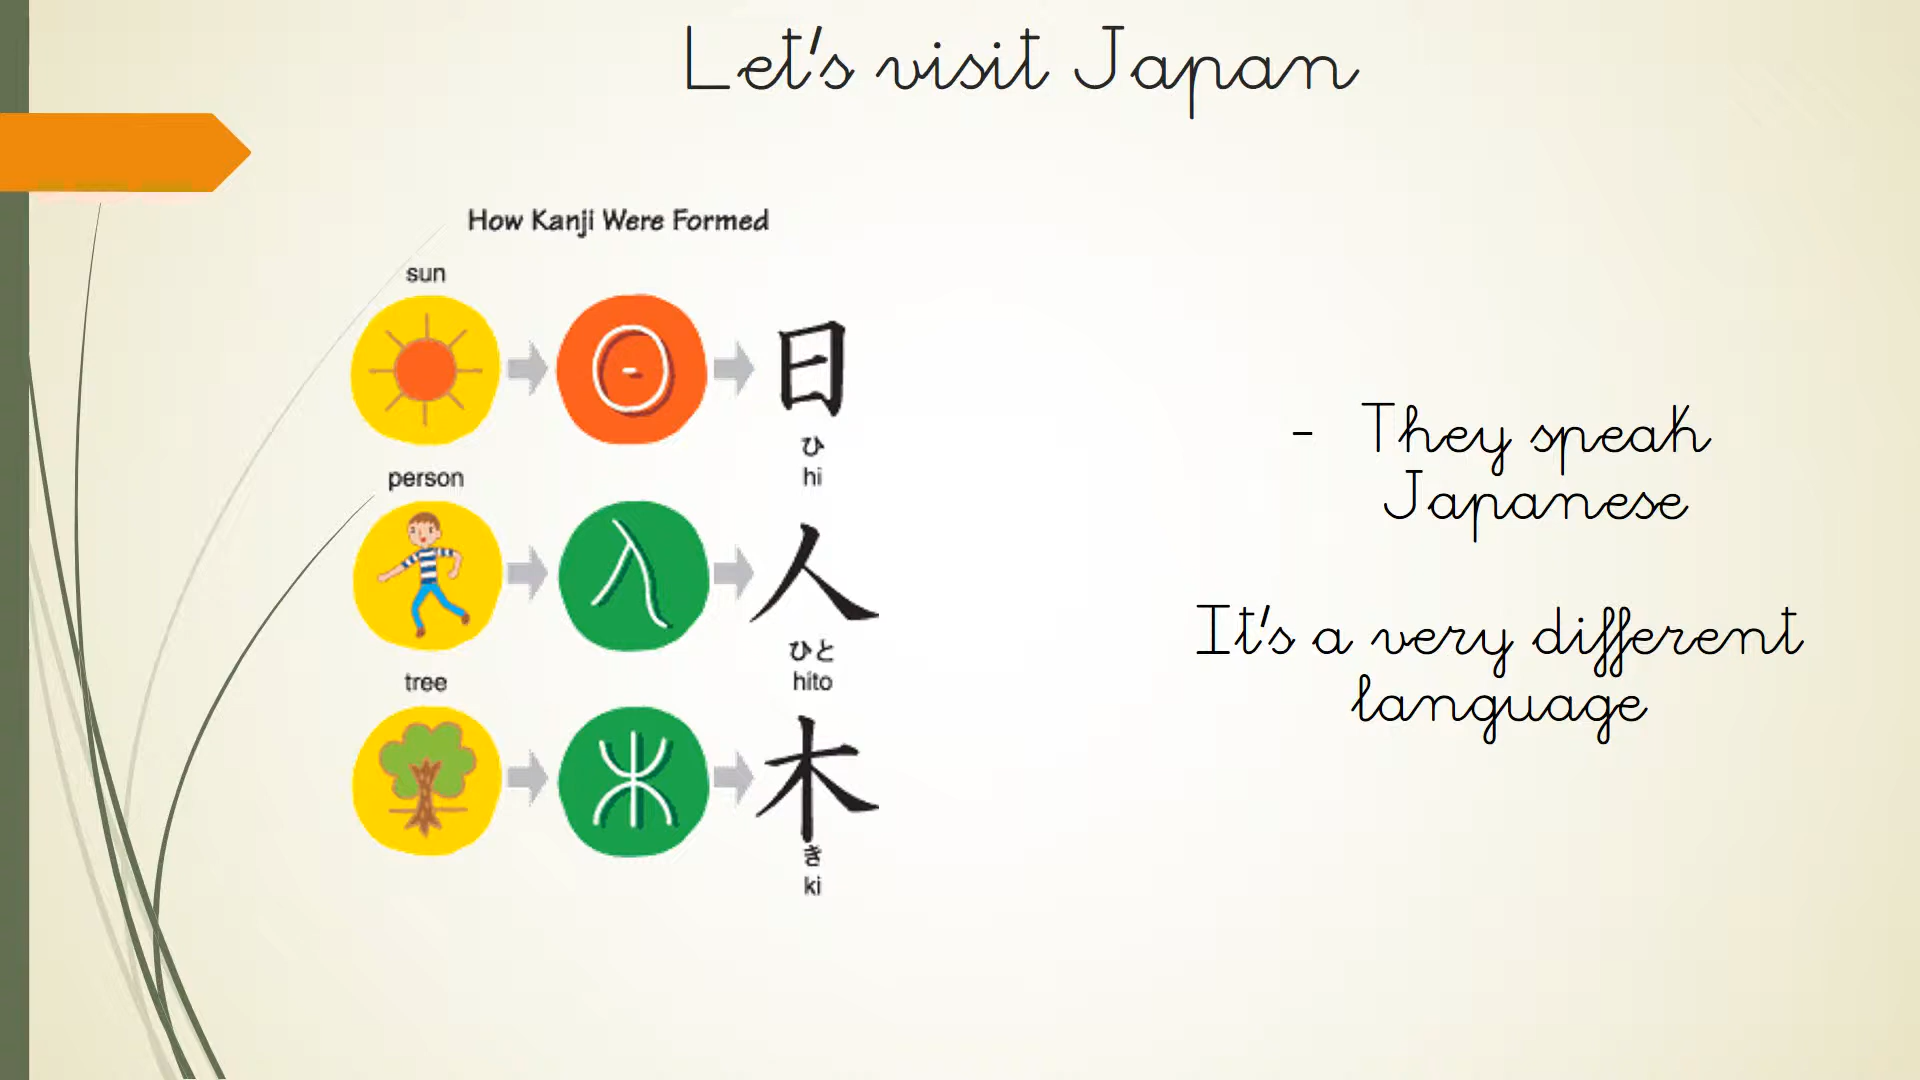 Let's visit Japan
How Kanji Were Formed
sun
日
ひ
hi
person
人
ひと
hito
tree
木
き
ki
- They speak
Japanese
It's a very different
language